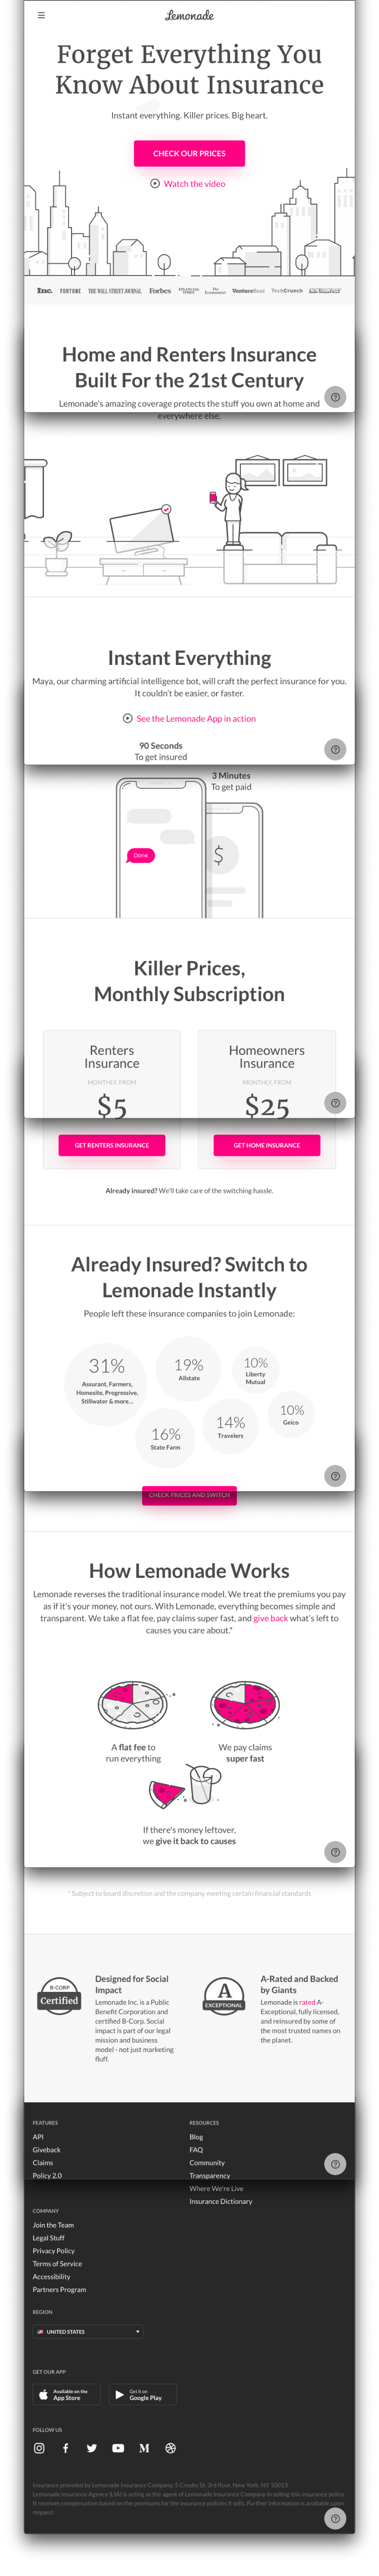 Lemonade
Forget Everything You
Know About Insurance
Instant everything. Killer prices. Big heart.
CHECK OUR PRICES
Watch the video
Inc. FORTUNE THE WALL STREET JOURNAL Forbes FINANCIAL TIMES The Economist VentureBeat TechCrunch
Home and Renters Insurance
Built For the 21st Century
Lemonade's amazing coverage protects the stuff you own at home and
everywhere else.
Instant Everything
Maya, our charming artificial intelligence bot, will craft the perfect insurance for you.
It couldn't be easier, or faster.
See the Lemonade App in action
90 Seconds
To get insured
3 Minutes
To get paid
Done.
$
Killer Prices,
Monthly Subscription
Renters
Insurance
MONTHLY, FROM
$5
GET RENTERS INSURANCE
Homeowners
Insurance
MONTHLY, FROM
$25
GET HOME INSURANCE
Already insured? We'll take care of the switching hassle.
Already Insured? Switch to
Lemonade Instantly
People left these insurance companies to join Lemonade:
31%
Assurant, Farmers,
Homesite, Progressive,
Stillwater & more...
19%
Allstate
10%
Liberty
Mutual
16%
State Farm
14%
Travelers
10%
Geico
CHECK PRICES AND SWITCH
How Lemonade Works
Lemonade reverses the traditional insurance model. We treat the premiums you pay
as if it's your money, not ours. With Lemonade, everything becomes simple and
transparent. We take a flat fee, pay claims super fast, and give back what's left to
causes you care about.*
A flat fee to
run everything
We pay claims
super fast
If there's money leftover,
we give it back to causes
* Subject to board discretion and the company meeting certain financial standards
B-CORP
Certified
Designed for Social
Impact
Lemonade Inc. is a Public
Benefit Corporation and
certified B-Corp. Social
impact is part of our legal
mission and business
model - not just marketing
fluff.
A
EXCEPTIONAL
A-Rated and Backed
by Giants
Lemonade is rated A-
Exceptional, fully licensed,
and reinsured by some of
the most trusted names on
the planet.
FEATURES
API
Giveback
Claims
Policy 2.0
RESOURCES
Blog
FAQ
Community
Transparency
Where We're Live
Insurance Dictionary
COMPANY
Join the Team
Legal Stuff
Privacy Policy
Terms of Service
Accessibility
Partners Program
REGION
UNITED STATES
GET OUR APP
Available on the
App Store
Get it on
Google Play
FOLLOW US
Insurance provided by Lemonade Insurance Company, 5 Crosby St. 3rd floor, New York, NY 10013
Lemonade Insurance Agency (LIA) is acting as the agent of Lemonade Insurance Company in selling this insurance policy.
It receives compensation based on the premiums for the insurance policies it sells. Further information is available upon
request.